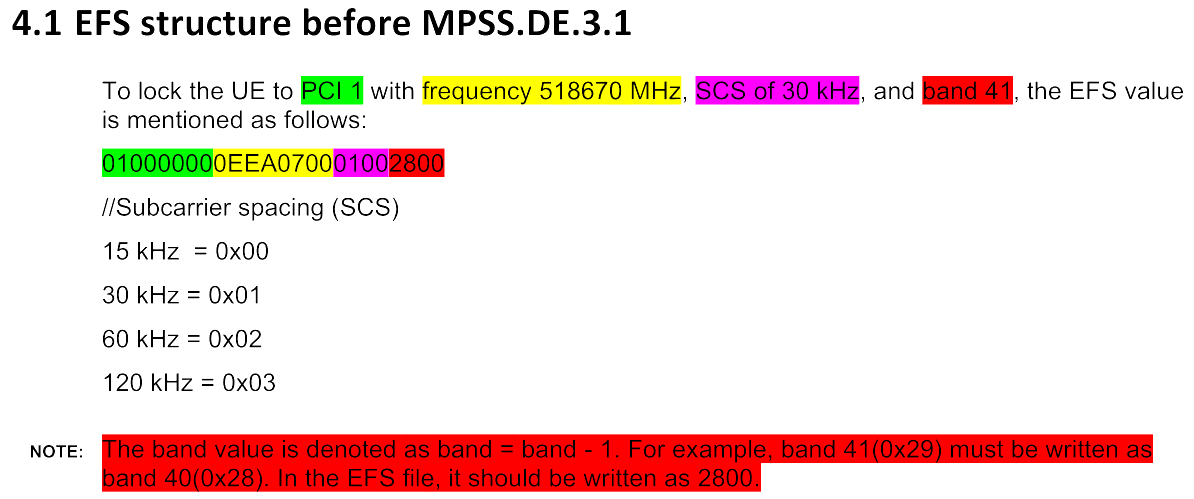 4.1 EFS structure before MPSS.DE.3.1
To lock the UE to PCI 1 with frequency 518670 MHz, SCS of 30 kHz, and band 41, the EFS value
is mentioned as follows:
010000000EEA070001002800
//Subcarrier spacing (SCS)
15 kHz  = 0x00
30 kHz = 0x01
60 kHz = 0x02
120 kHz = 0x03
NOTE: The band value is denoted as band = band - 1. For example, band 41(0x29) must be written as
band 40(0x28). In the EFS file, it should be written as 2800.